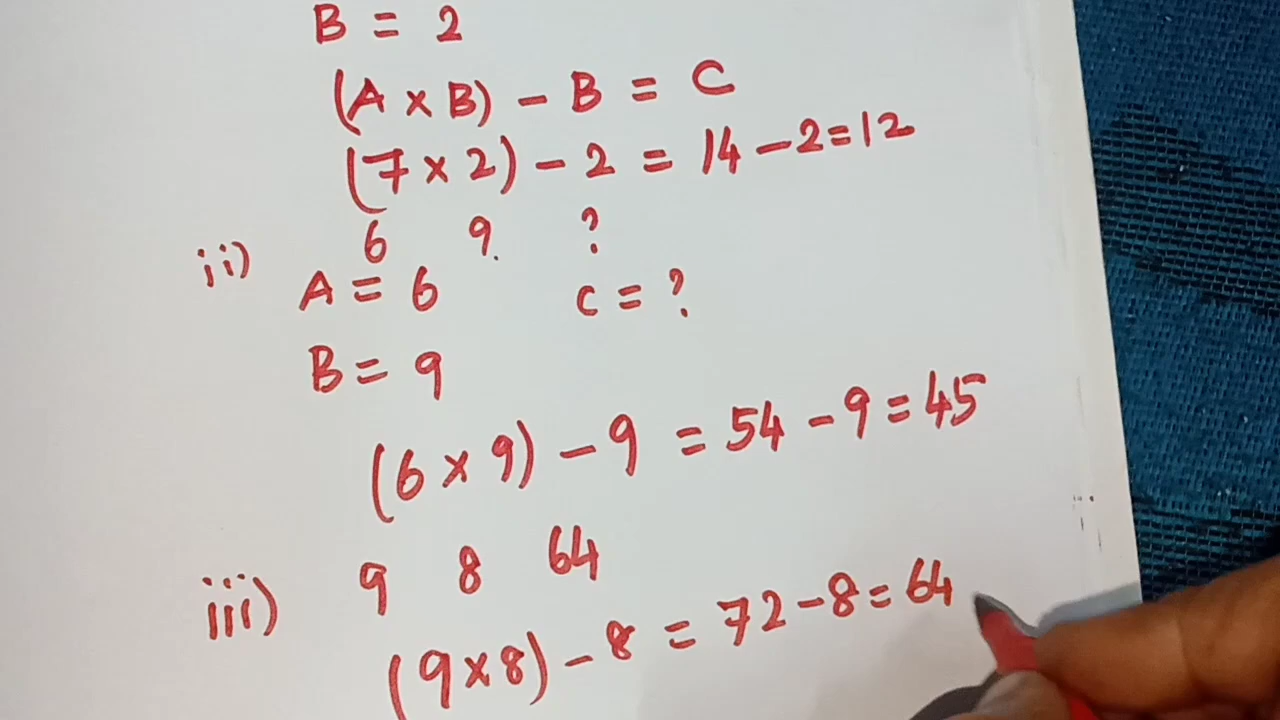 B = 2
(A × B) - B = C
(7 × 2) - 2 = 14 - 2 = 12
ii) 6 9. ?
A = 6 C = ?
B = 9
(6 × 9) - 9 = 54 - 9 = 45
iii) 9 8 64
(9×8) - 8 = 72 - 8 = 64